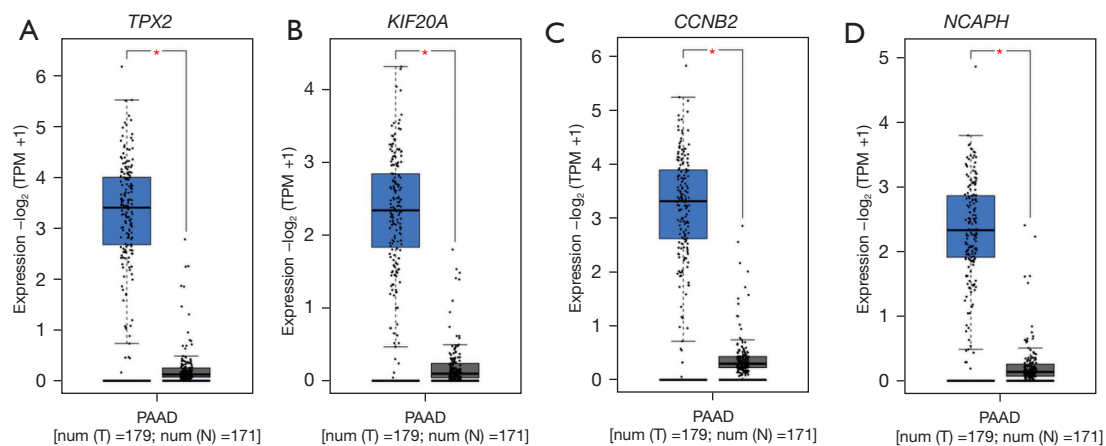 A
TPX2
Expression −log₂ (TPM +1)
6
5
4
3
2
1
0
*
PAAD
[num (T) =179; num (N) =171]
B
KIF20A
Expression −log₂ (TPM +1)
4
3
2
1
0
*
PAAD
[num (T) =179; num (N) =171]
C
CCNB2
Expression −log₂ (TPM +1)
6
5
4
3
2
1
0
*
PAAD
[num (T) =179; num (N) =171]
D
NCAPH
Expression −log₂ (TPM +1)
5
4
3
2
1
0
*
PAAD
[num (T) =179; num (N) =171]